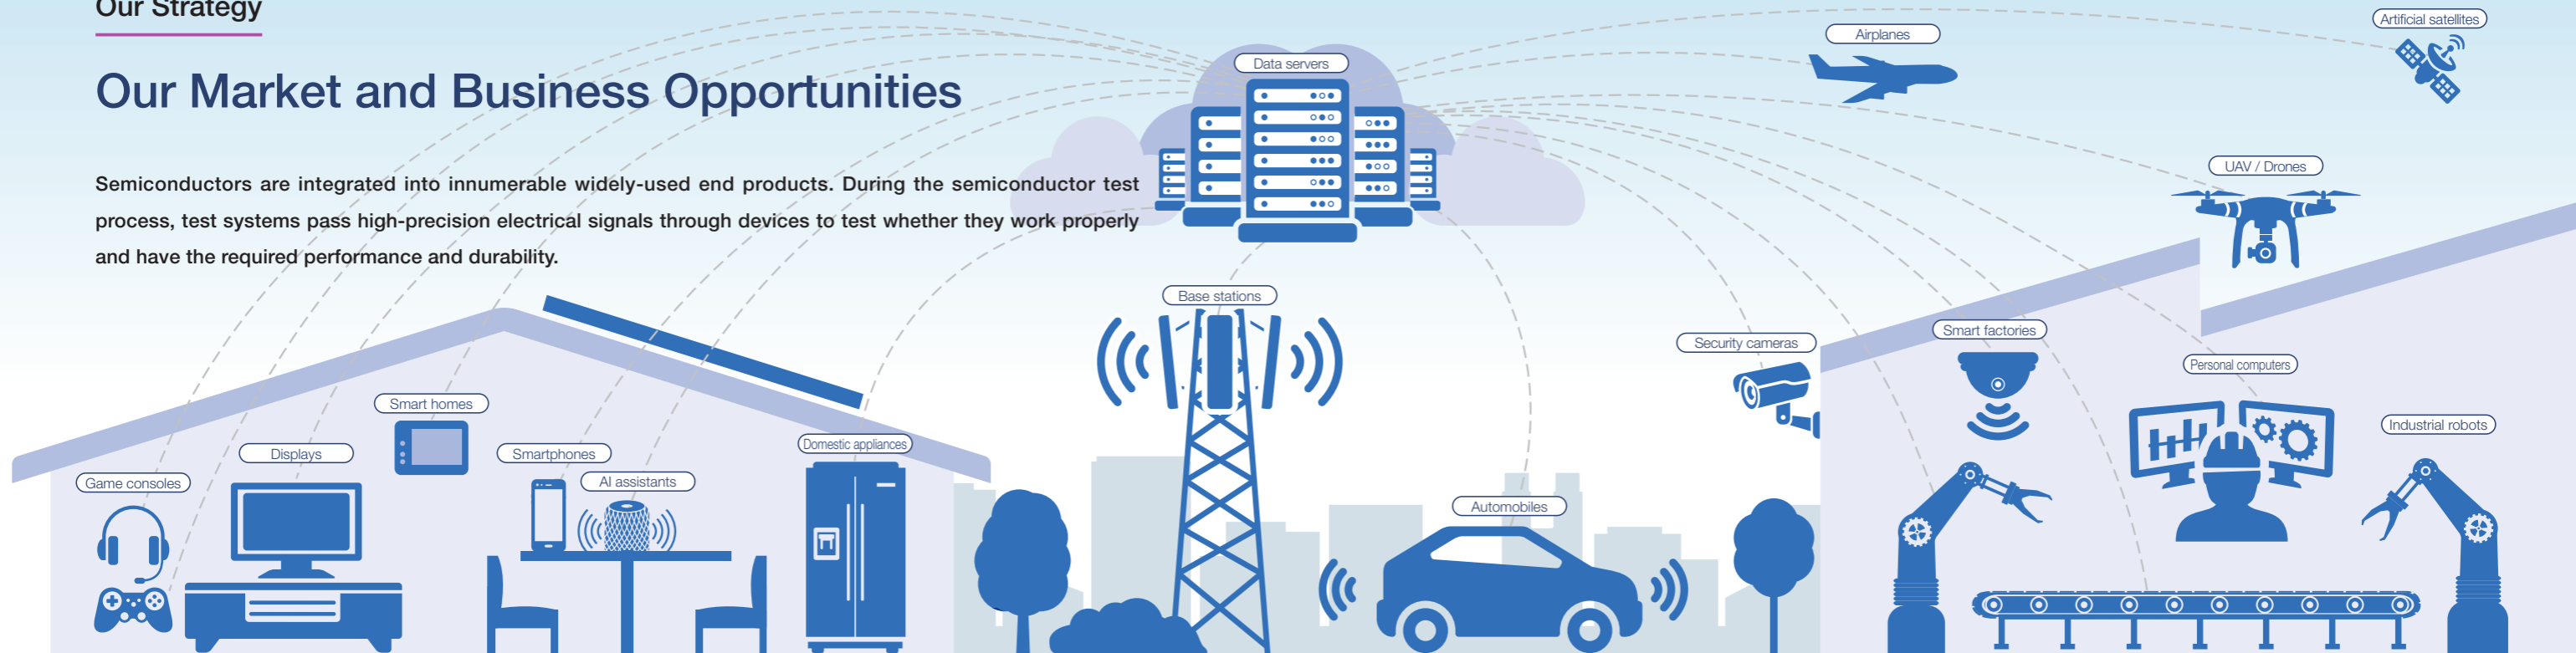 Our Strategy
Our Market and Business Opportunities
Semiconductors are integrated into innumerable widely-used end products. During the semiconductor test
process, test systems pass high-precision electrical signals through devices to test whether they work properly
and have the required performance and durability.
Data servers
Airplanes
Artificial satellites
UAV / Drones
Base stations
Security cameras
Smart factories
Personal computers
Industrial robots
Smart homes
Displays
Smartphones
Domestic appliances
Game consoles
AI assistants
Automobiles